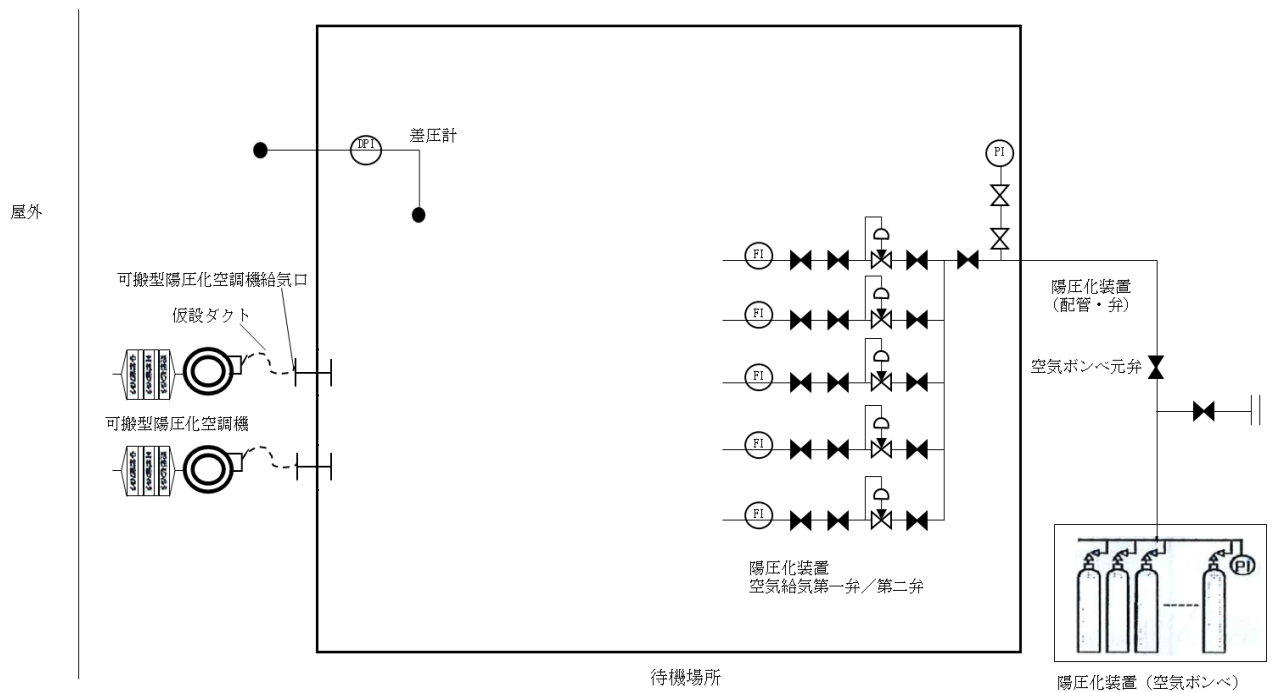 屋外
DPI
差圧計
PI
可搬型陽圧化空調機給気口
仮設ダクト
可搬型陽圧化空調機
FI
FI
FI
FI
FI
陽圧化装置
(配管・弁)
空気ボンベ元弁
陽圧化装置
空気給気第一弁／第二弁
PI
待機場所
陽圧化装置（空気ボンベ）